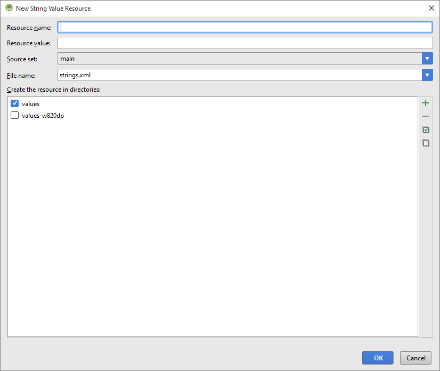 New String Value Resource
Resource name:
Resource value:
Source set: main
File name: strings.xml
Create the resource in directories:
values
values-w820dp
OK Cancel